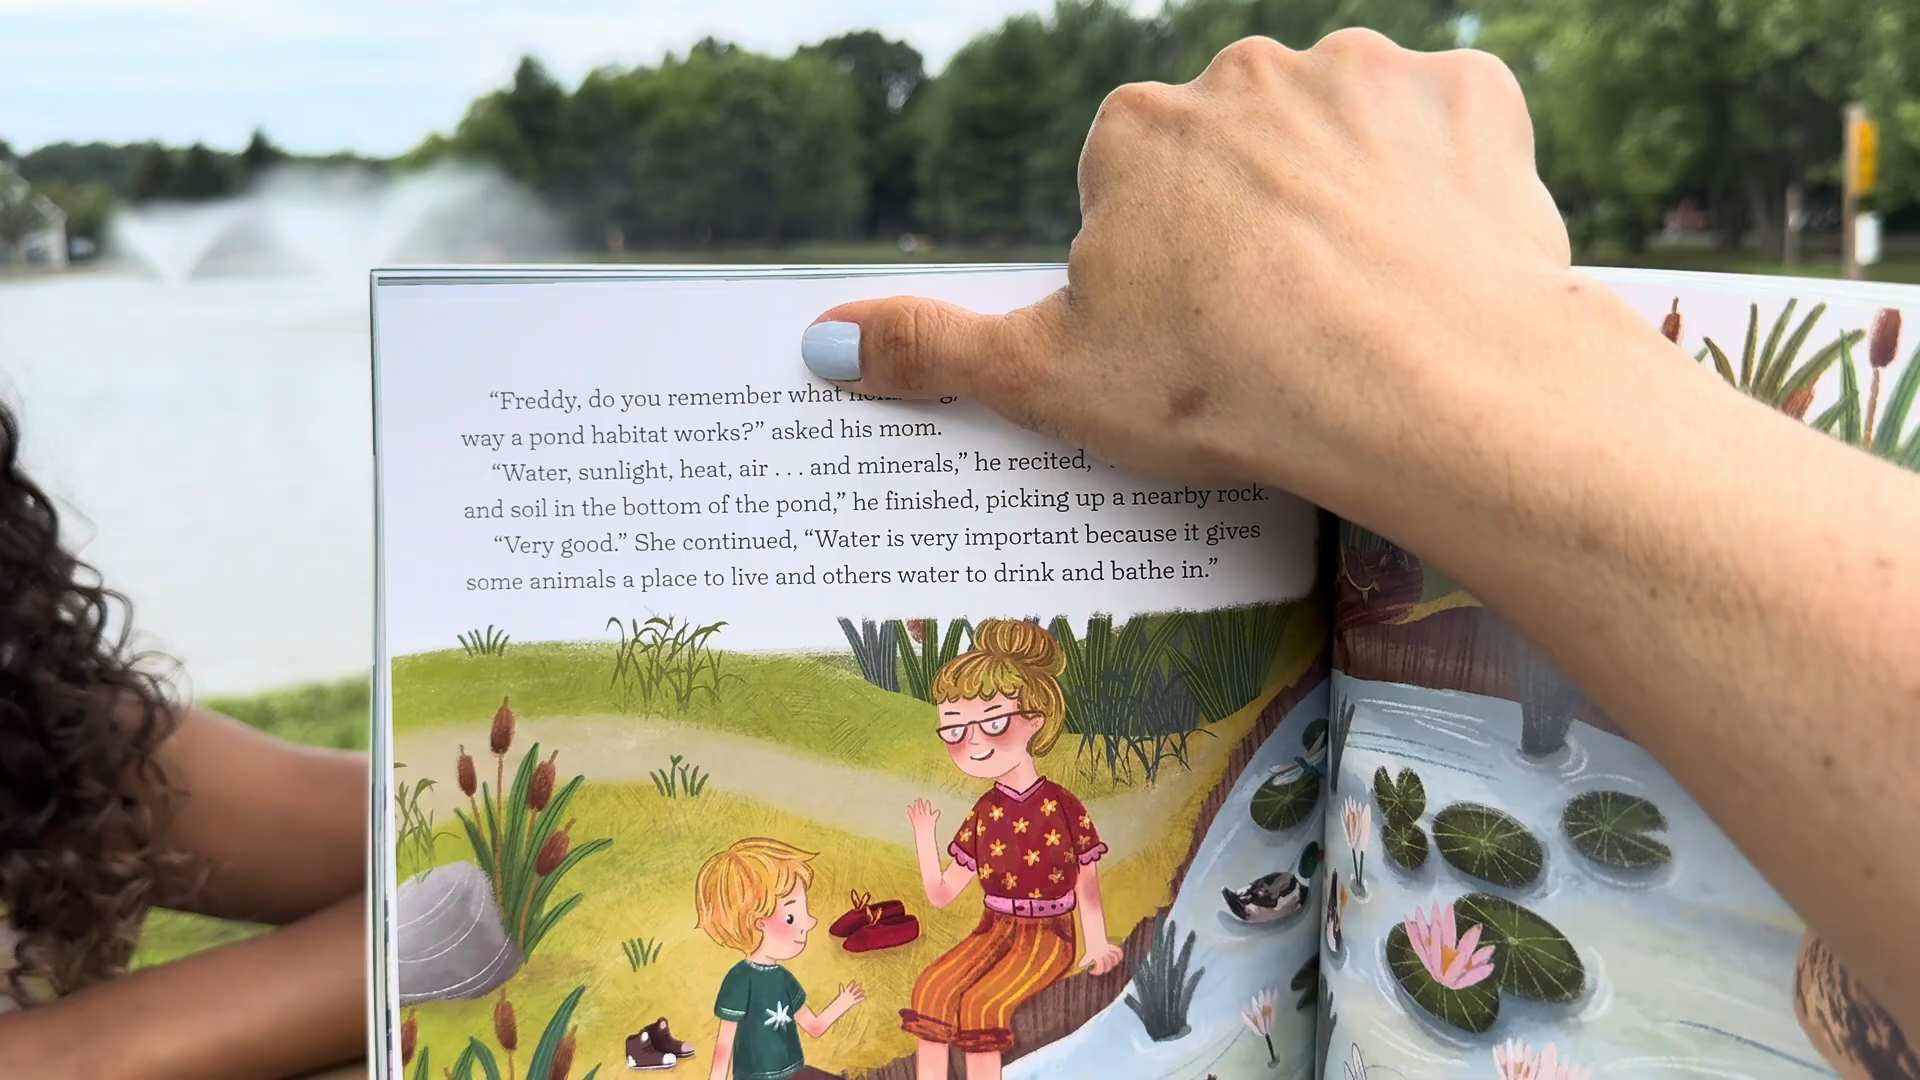 “Freddy, do you remember what
way a pond habitat works?” asked his mom.
“Water, sunlight, heat, air . . . and minerals,” he recited,
and soil in the bottom of the pond,” he finished, picking up a nearby rock.
“Very good.” She continued, “Water is very important because it gives
some animals a place to live and others water to drink and bathe in.”